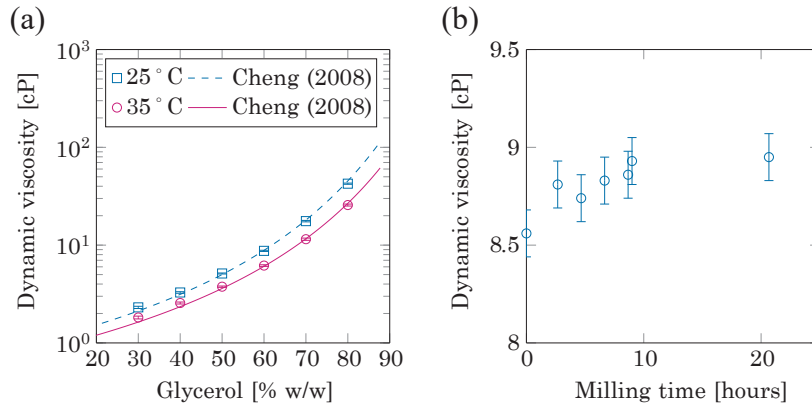 (a)
Dynamic viscosity [cP]
10^3
10^2
10^1
10^0
25 °C Cheng (2008)
35 °C Cheng (2008)
20 30 40 50 60 70 80 90
Glycerol [% w/w]
(b)
Dynamic viscosity [cP]
9.5
9
8.5
8
0 10 20
Milling time [hours]